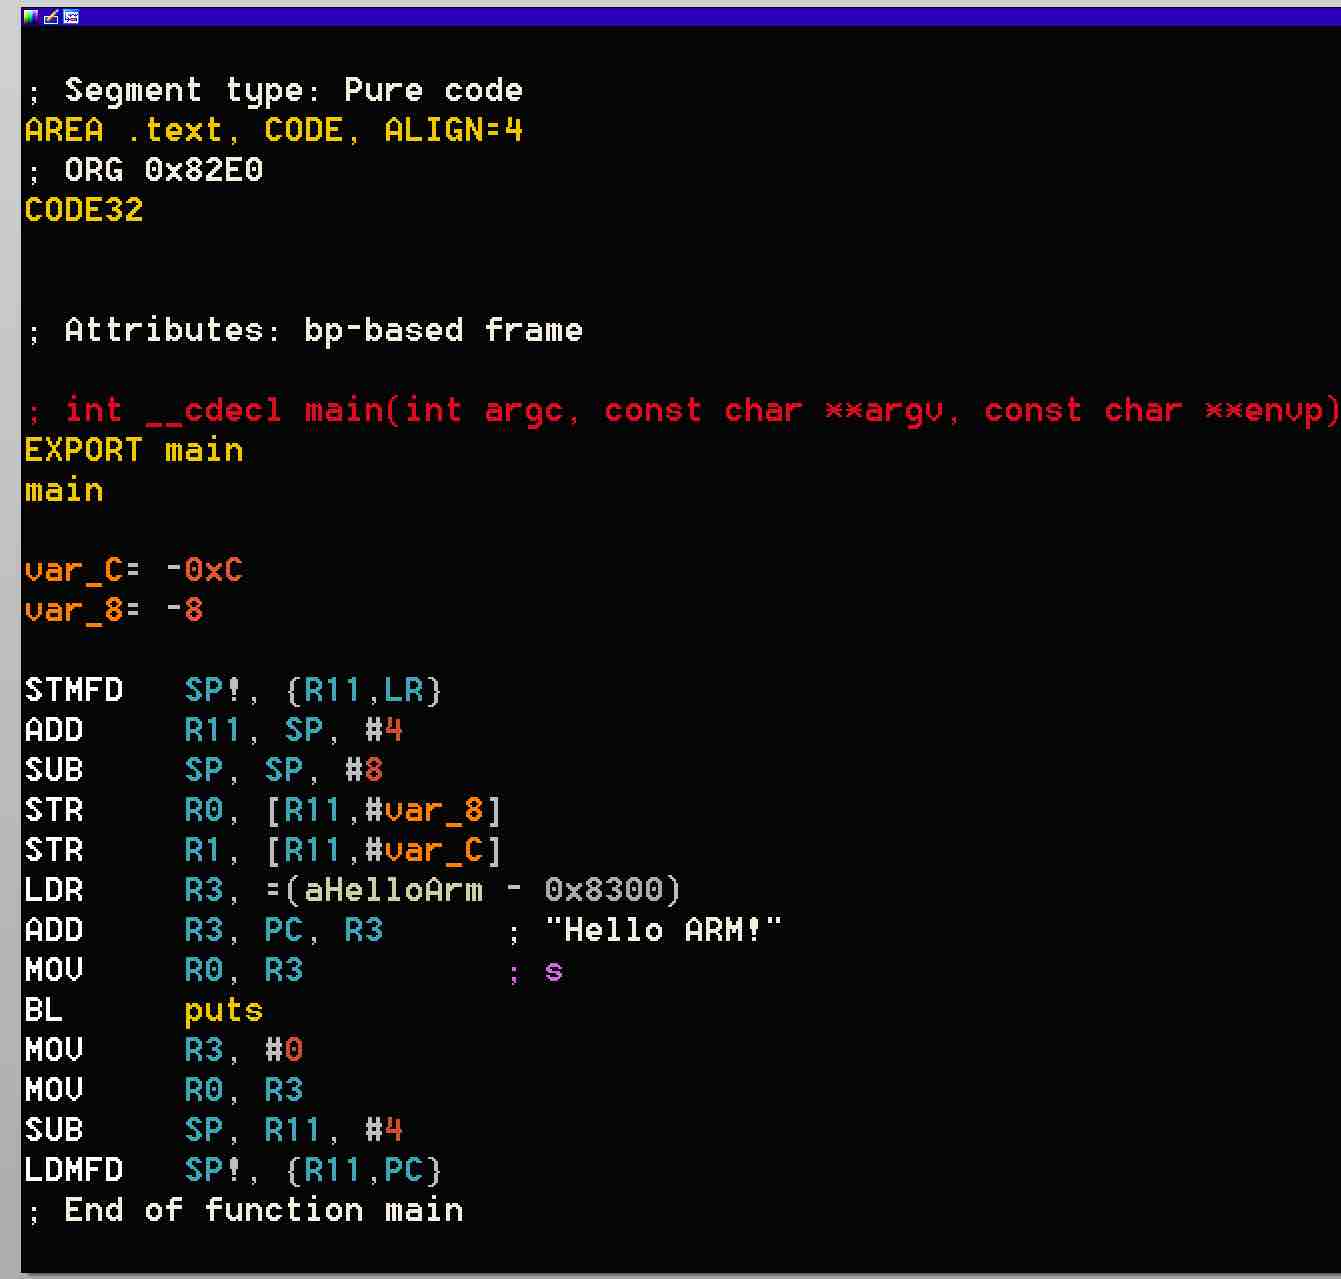 ; Segment type: Pure code
AREA .text, CODE, ALIGN=4
; ORG 0x82E0
CODE32
; Attributes: bp-based frame
; int __cdecl main(int argc, const char **argv, const char **envp)
EXPORT main
main
var_C= -0xC
var_8= -8
STMFD   SP!, {R11,LR}
ADD     R11, SP, #4
SUB     SP, SP, #8
STR     R0, [R11,#var_8]
STR     R1, [R11,#var_C]
LDR     R3, =(aHelloArm - 0x8300)
ADD     R3, PC, R3      ; "Hello ARM!"
MOV     R0, R3          ; s
BL      puts
MOV     R3, #0
MOV     R0, R3
SUB     SP, R11, #4
LDMFD   SP!, {R11,PC}
; End of function main